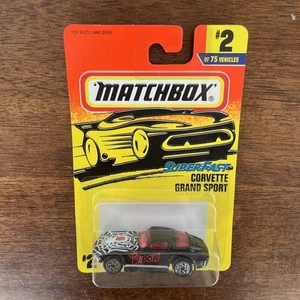 FOR AGES 3 AND OVER
#2
OF 75 VEHICLES
MATCHBOX
SUPERFAST
CORVETTE
GRAND SPORT